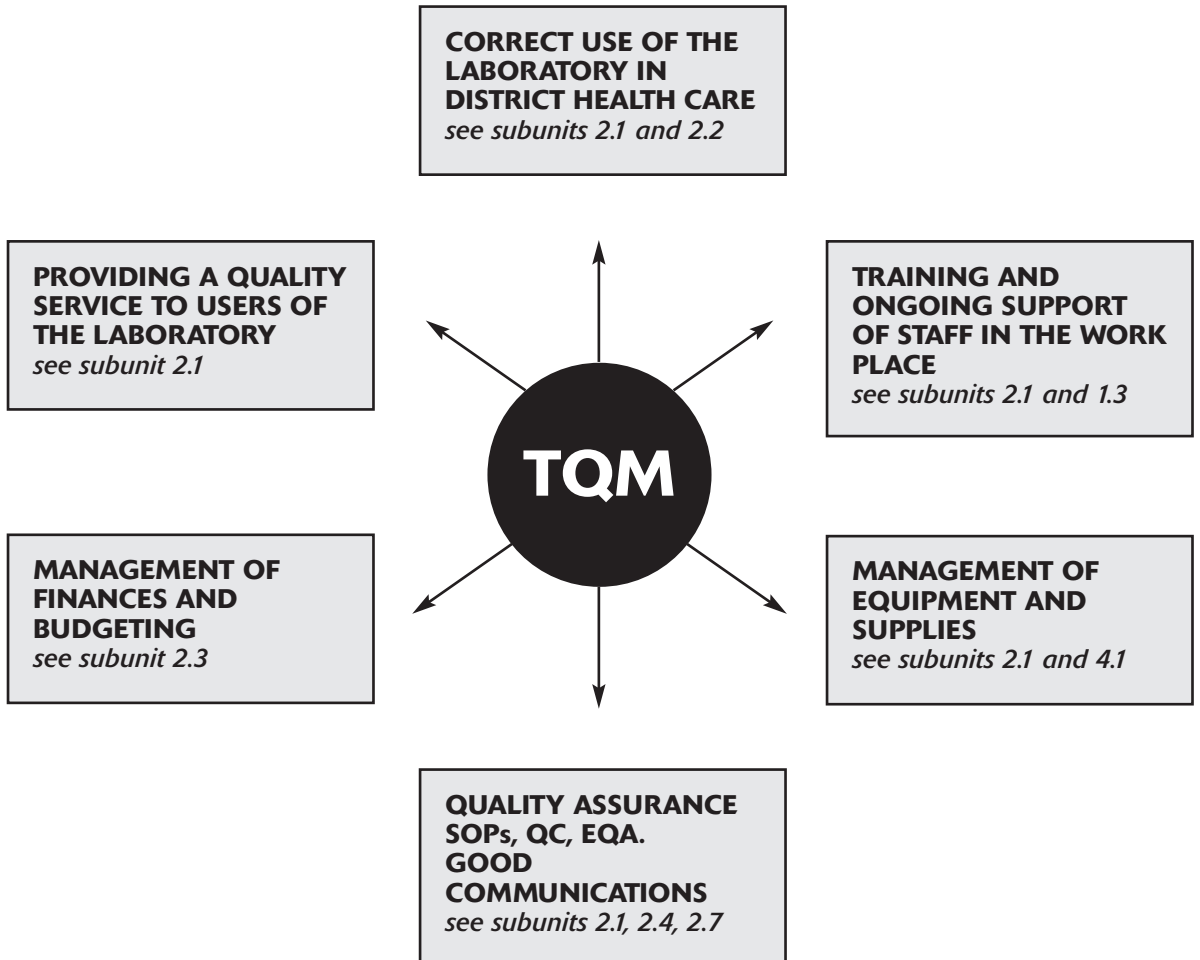 CORRECT USE OF THE
LABORATORY IN
DISTRICT HEALTH CARE
see subunits 2.1 and 2.2
PROVIDING A QUALITY
SERVICE TO USERS OF
THE LABORATORY
see subunit 2.1
TRAINING AND
ONGOING SUPPORT
OF STAFF IN THE WORK
PLACE
see subunits 2.1 and 1.3
TQM
MANAGEMENT OF
FINANCES AND
BUDGETING
see subunit 2.3
MANAGEMENT OF
EQUIPMENT AND
SUPPLIES
see subunits 2.1 and 4.1
QUALITY ASSURANCE
SOPs, QC, EQA.
GOOD
COMMUNICATIONS
see subunits 2.1, 2.4, 2.7